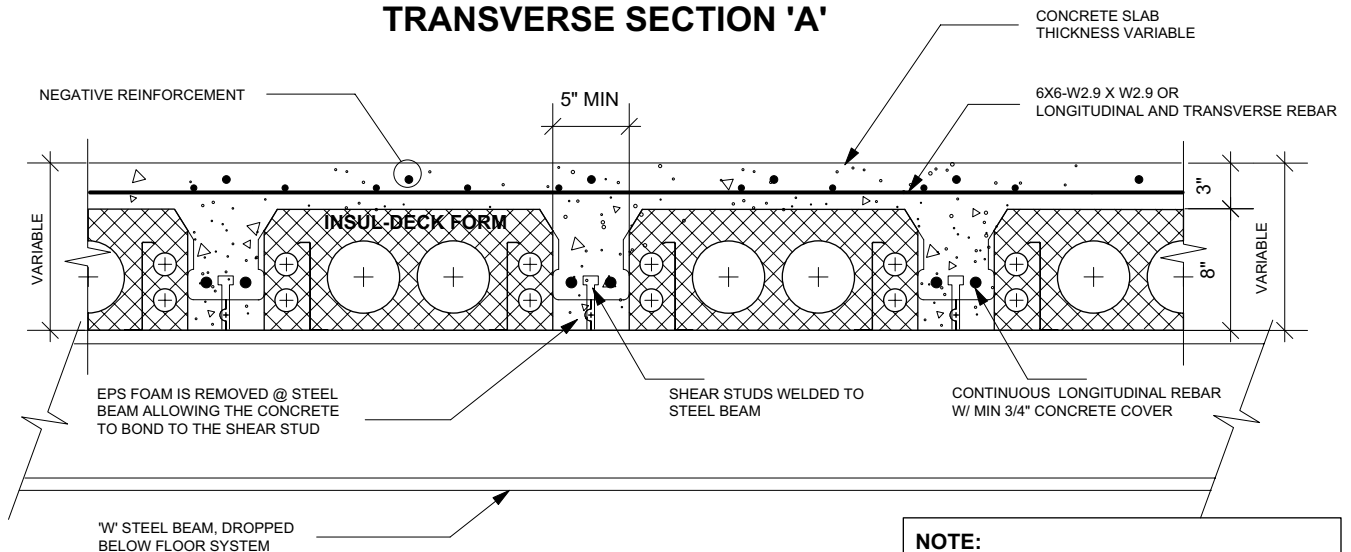 TRANSVERSE SECTION 'A'
CONCRETE SLAB
THICKNESS VARIABLE
NEGATIVE REINFORCEMENT
5" MIN
6X6-W2.9 X W2.9 OR
LONGITUDINAL AND TRANSVERSE REBAR
VARIABLE
INSUL-DECK FORM
3"
8"
VARIABLE
EPS FOAM IS REMOVED @ STEEL
BEAM ALLOWING THE CONCRETE
TO BOND TO THE SHEAR STUD
SHEAR STUDS WELDED TO
STEEL BEAM
CONTINUOUS LONGITUDINAL REBAR
W/ MIN 3/4" CONCRETE COVER
'W' STEEL BEAM, DROPPED
BELOW FLOOR SYSTEM
NOTE: